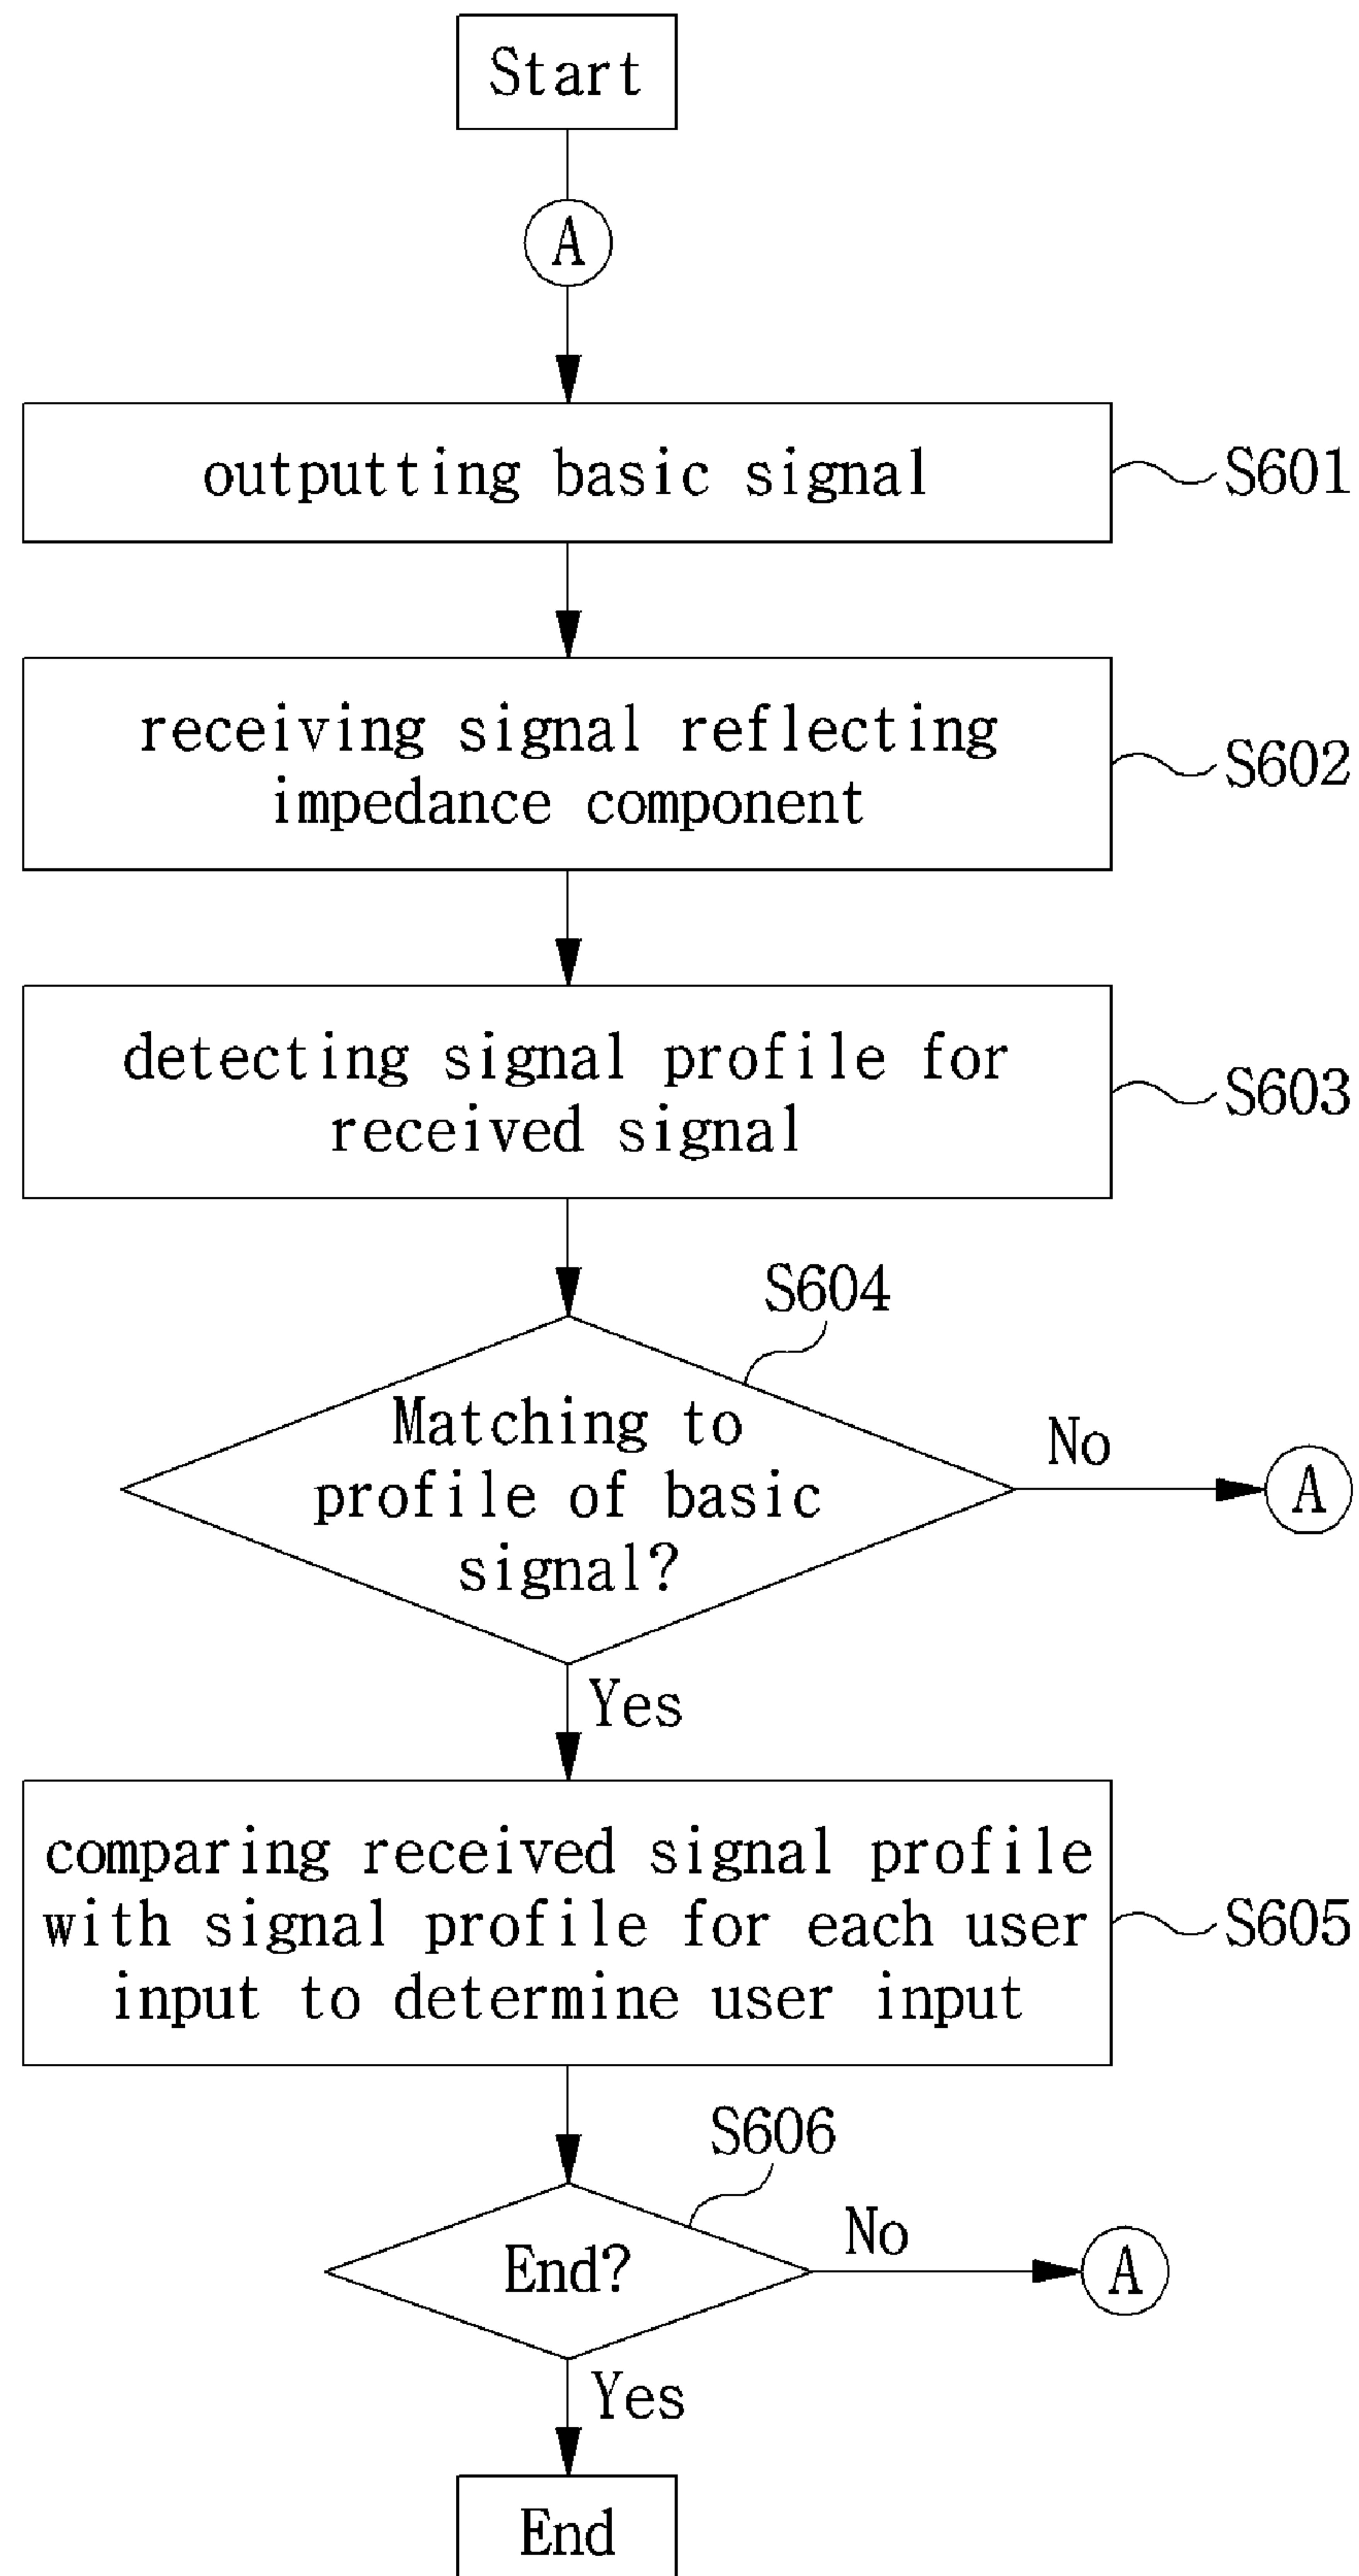 Start
A
outputting basic signal
S601
receiving signal reflecting
impedance component
S602
detecting signal profile for
received signal
S603
S604
Matching to
profile of basic
signal?
No
A
Yes
comparing received signal profile
with signal profile for each user
input to determine user input
S605
S606
End?
No
A
Yes
End